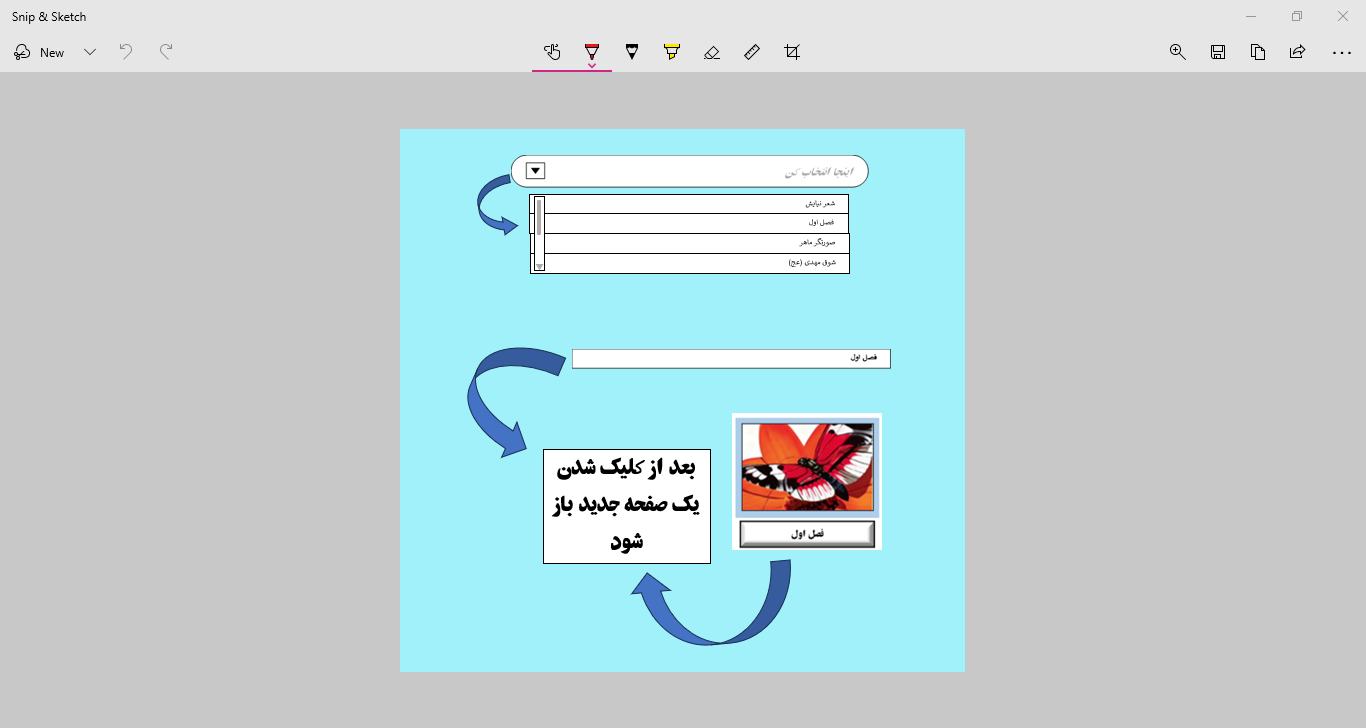 Snip & Sketch
New
اینجا انتخاب کن
شعر نیایش
فصل اول
صورتگر ماهر
شوق مهدی (عج)
فصل اول
بعد از کلیک شدن
یک صفحه جدید باز
شود
فصل اول